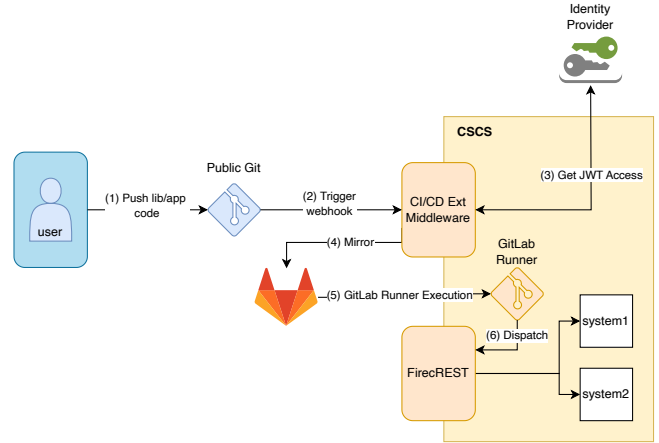 Identity
Provider
CSCS
Public Git
(3) Get JWT Access
(1) Push lib/app
code
(2) Trigger
webhook
CI/CD Ext
Middleware
user
(4) Mirror
GitLab
Runner
(5) GitLab Runner Execution
(6) Dispatch
system1
FirecREST
system2